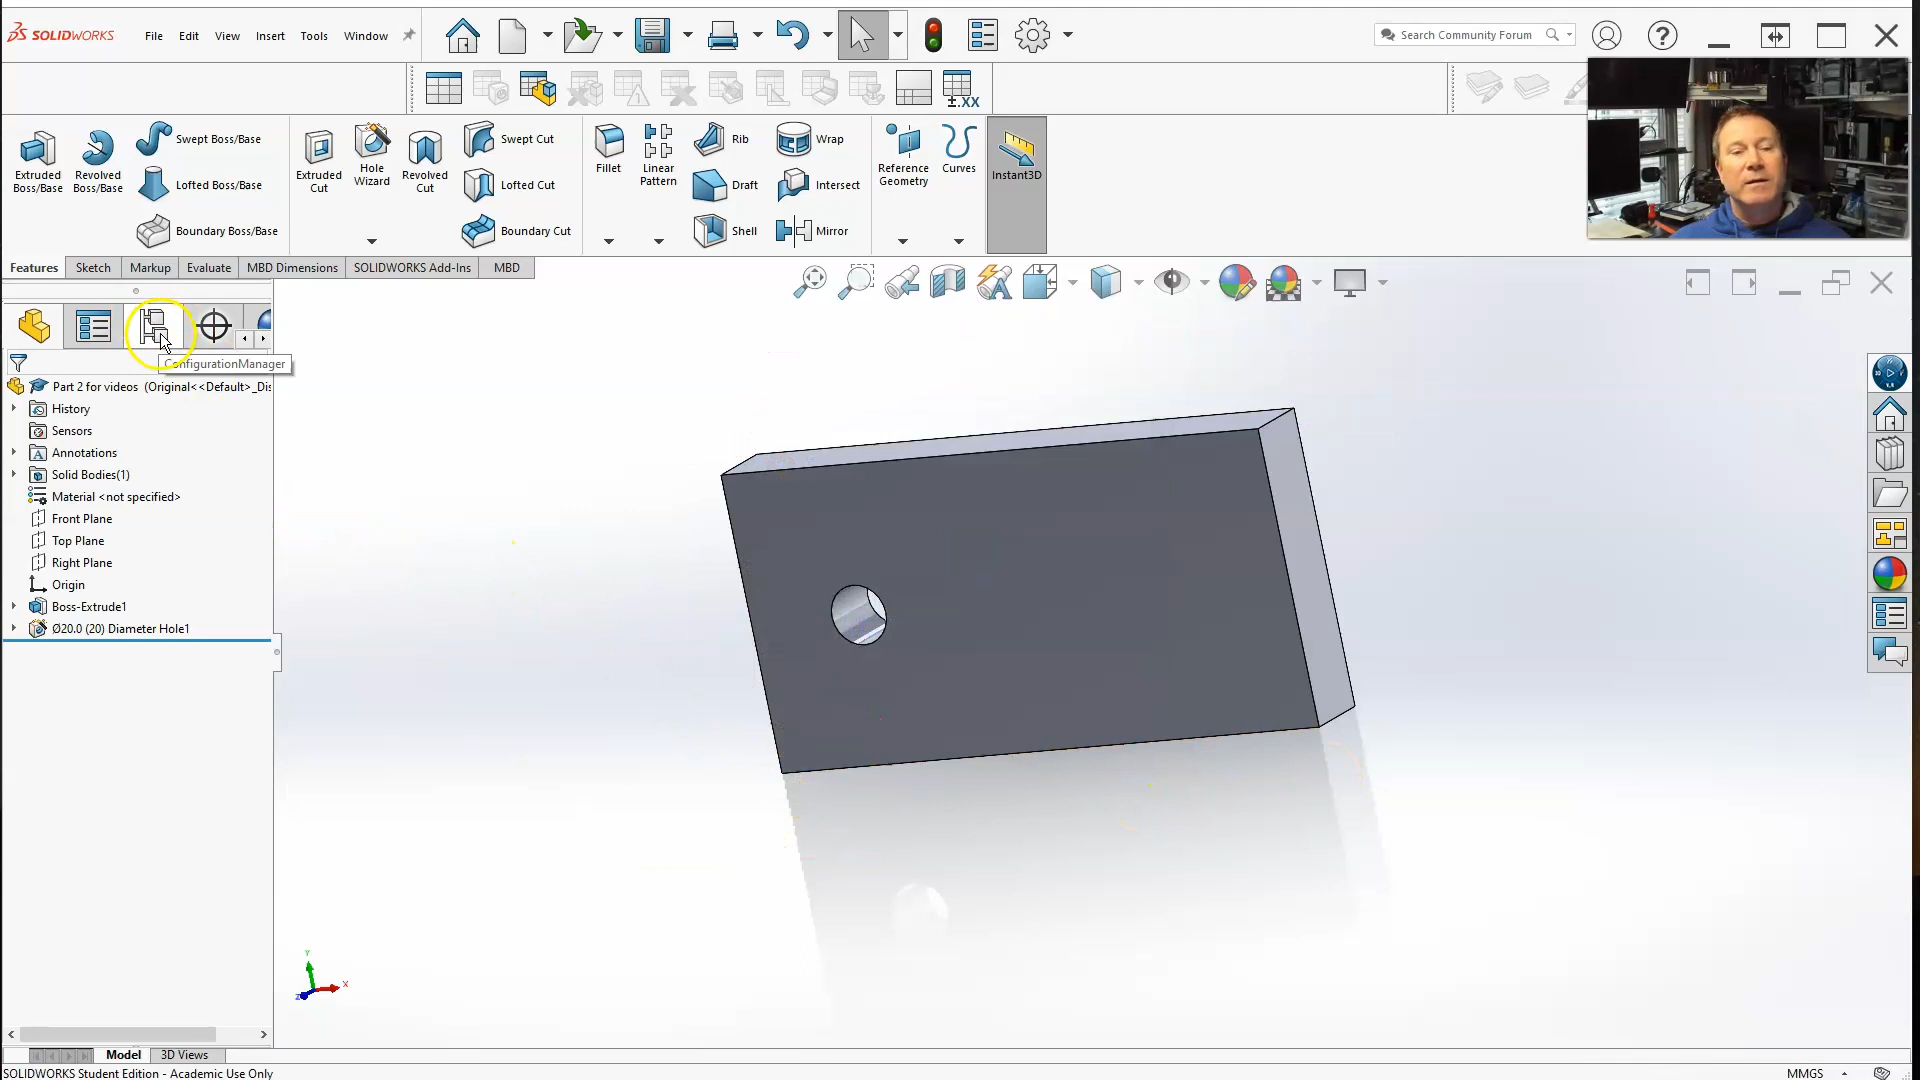 SOLIDWORKS File Edit View Insert Tools Window Search Community Forum ?
±.XX
Extruded Boss/Base
Revolved Boss/Base
Swept Boss/Base
Lofted Boss/Base
Boundary Boss/Base
Extruded Cut
Hole Wizard
Revolved Cut
Swept Cut
Lofted Cut
Boundary Cut
Fillet
Linear Pattern
Rib
Draft
Shell
Wrap
Intersect
Mirror
Reference Geometry
Curves
Instant3D
Features Sketch Markup Evaluate MBD Dimensions SOLIDWORKS Add-Ins MBD
ConfigurationManager
Part 2 for videos (Original<<Default>_Dis
History
Sensors
Annotations
Solid Bodies(1)
Material <not specified>
Front Plane
Top Plane
Right Plane
Origin
Boss-Extrude1
Ø20.0 (20) Diameter Hole1
Y
X
Z
Model 3D Views
SOLIDWORKS Student Edition - Academic Use Only MMGS